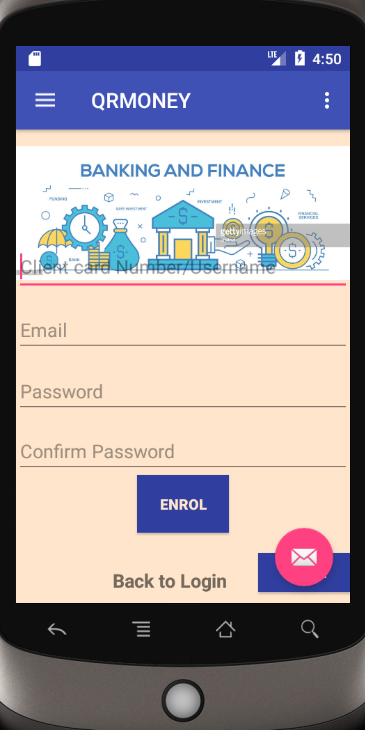 LTE 4:50
QRMONEY
BANKING AND FINANCE
FUNDING
SAFE INVESTMENT
INVESTMENT
FINANCIAL
SERVICES
BANK
gettyimages
Client card Number/Username
Email
Password
Confirm Password
ENROL
Back to Login